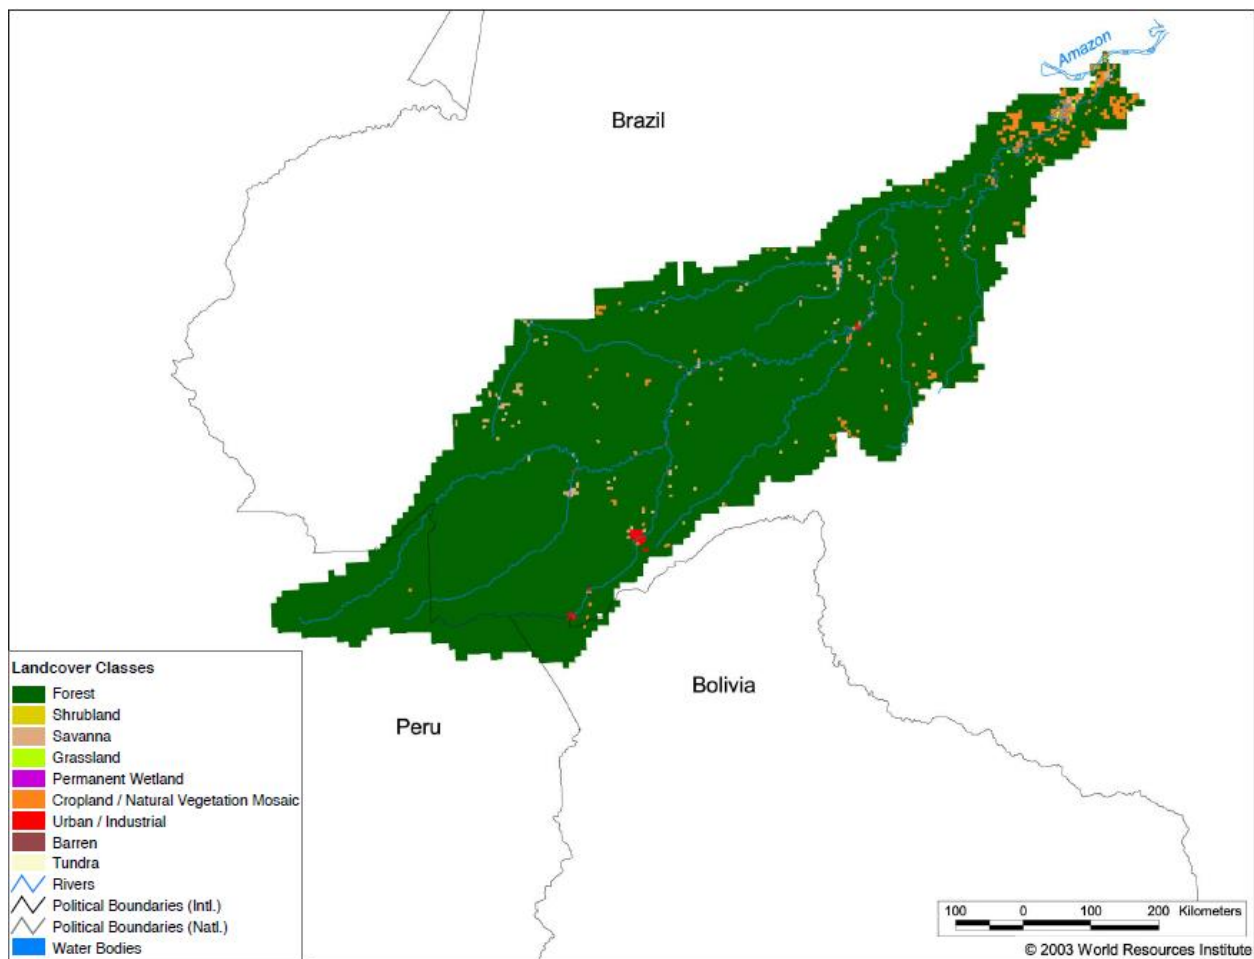 Amazon
Brazil
Bolivia
Peru
Landcover Classes
Forest
Shrubland
Savanna
Grassland
Permanent Wetland
Cropland / Natural Vegetation Mosaic
Urban / Industrial
Barren
Tundra
Rivers
Political Boundaries (Intl.)
Political Boundaries (Natl.)
Water Bodies
100 0 100 200 Kilometers
© 2003 World Resources Institute